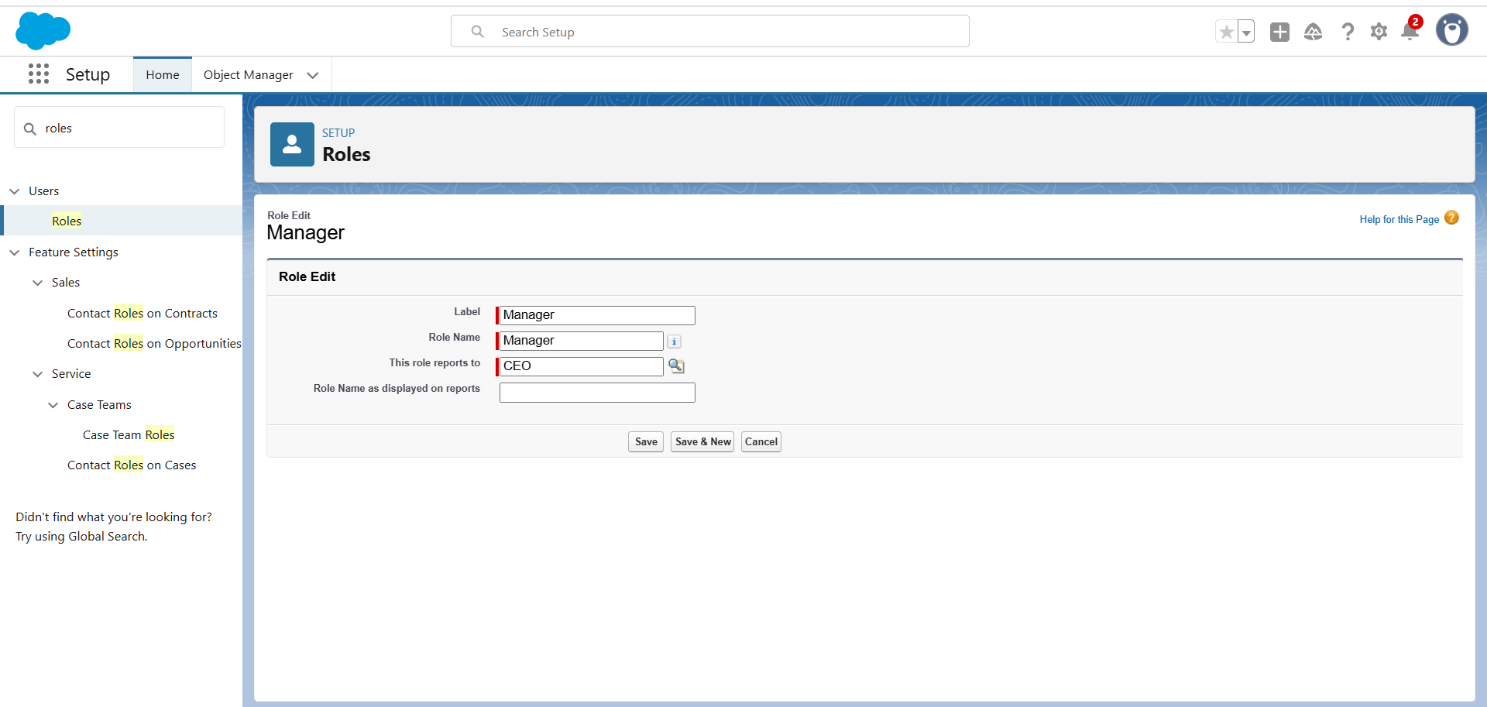 Search Setup
2
Setup
Home
Object Manager
roles
Users
Roles
Feature Settings
Sales
Contact Roles on Contracts
Contact Roles on Opportunities
Service
Case Teams
Case Team Roles
Contact Roles on Cases
Didn't find what you're looking for?
Try using Global Search.
SETUP
Roles
Role Edit
Manager
Help for this Page ?
Role Edit
Label Manager
Role Name Manager i
This role reports to CEO
Role Name as displayed on reports
Save Save & New Cancel